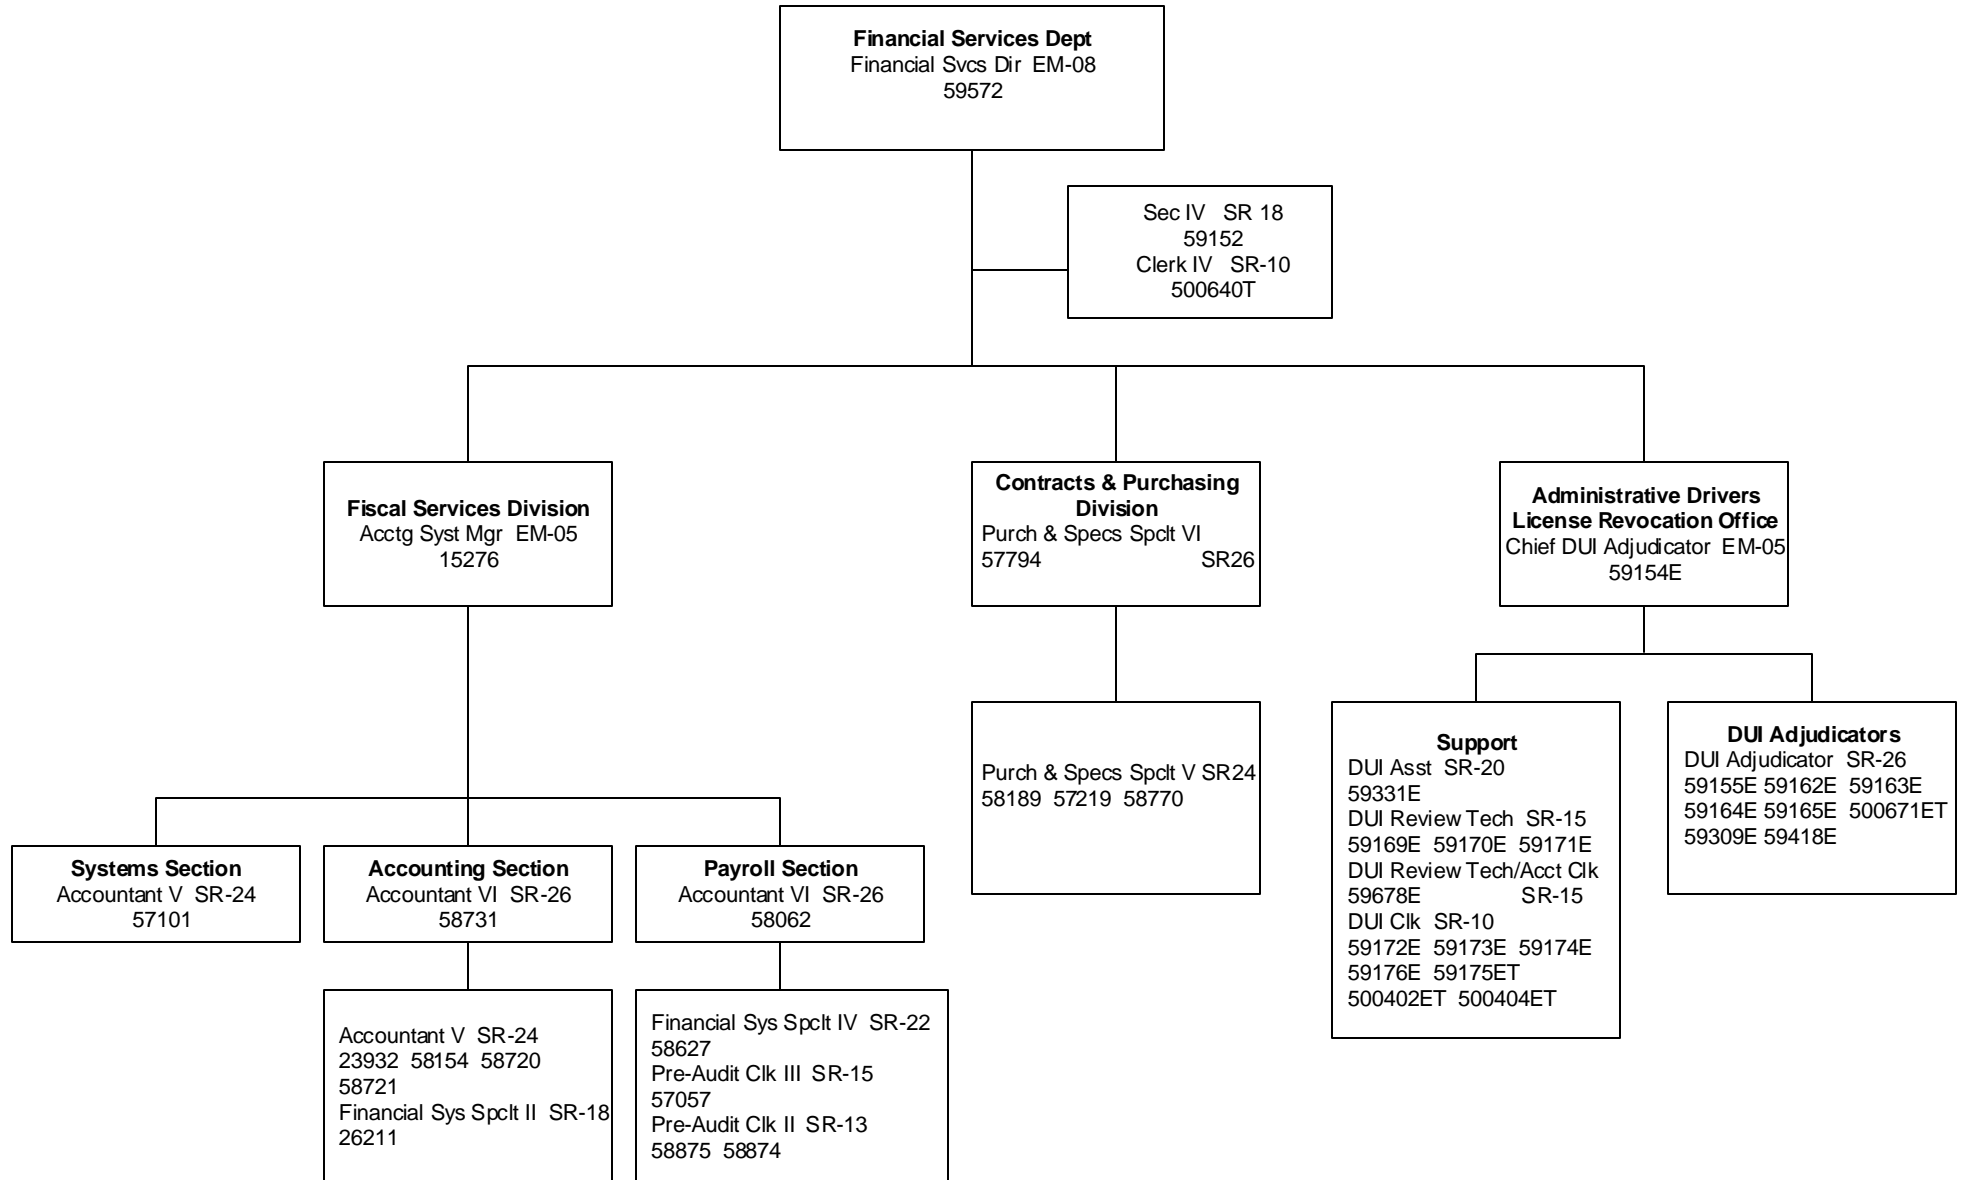 Financial Services Dept
Financial Svcs Dir EM-08
59572
Sec IV SR 18
59152
Clerk IV SR-10
500640T
Fiscal Services Division
Acctg Syst Mgr EM-05
15276
Contracts & Purchasing
Division
Purch & Specs Spclt VI
57794 SR26
Administrative Drivers
License Revocation Office
Chief DUI Adjudicator EM-05
59154E
Purch & Specs Spclt V SR24
58189 57219 58770
Support
DUI Asst SR-20
59331E
DUI Review Tech SR-15
59169E 59170E 59171E
DUI Review Tech/Acct Clk
59678E SR-15
DUI Clk SR-10
59172E 59173E 59174E
59176E 59175ET
500402ET 500404ET
DUI Adjudicators
DUI Adjudicator SR-26
59155E 59162E 59163E
59164E 59165E 500671ET
59309E 59418E
Systems Section
Accountant V SR-24
57101
Accounting Section
Accountant VI SR-26
58731
Payroll Section
Accountant VI SR-26
58062
Accountant V SR-24
23932 58154 58720
58721
Financial Sys Spclt II SR-18
26211
Financial Sys Spclt IV SR-22
58627
Pre-Audit Clk III SR-15
57057
Pre-Audit Clk II SR-13
58875 58874